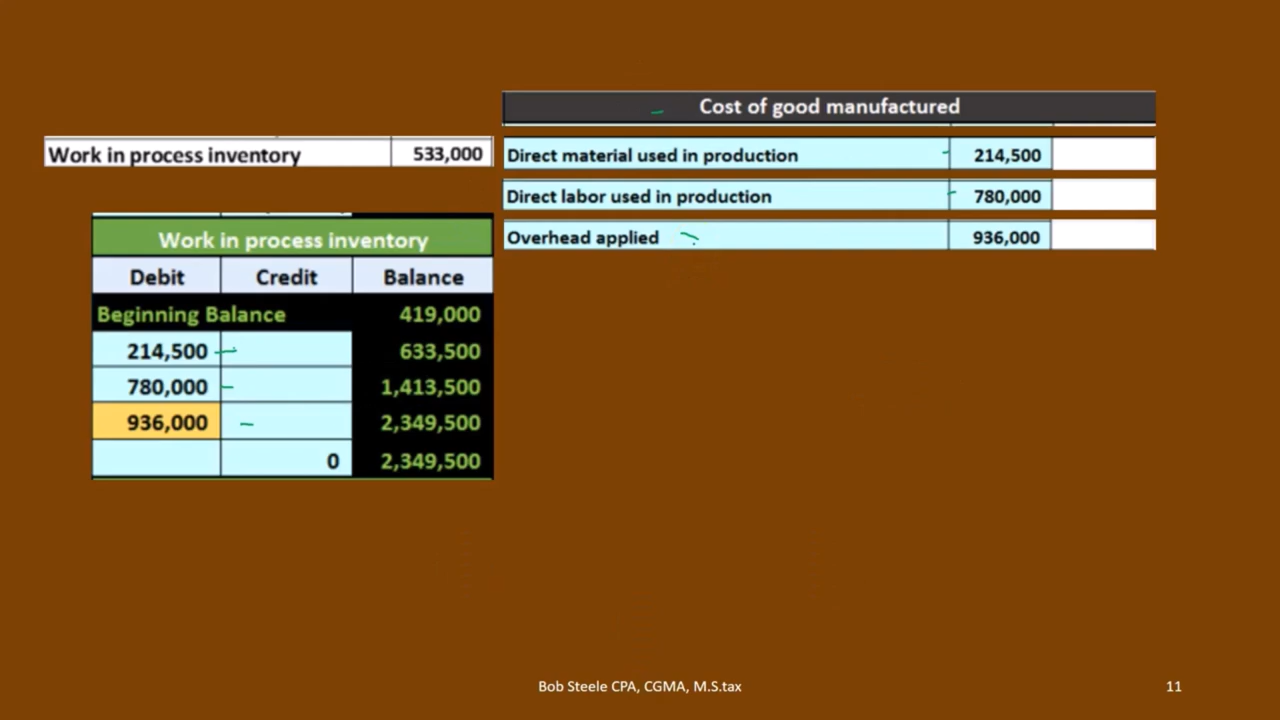 Cost of good manufactured
Work in process inventory 533,000
Direct material used in production 214,500
Direct labor used in production 780,000
Overhead applied 936,000
Work in process inventory
Debit Credit Balance
Beginning Balance 419,000
214,500 633,500
780,000 1,413,500
936,000 2,349,500
0 2,349,500
Bob Steele CPA, CGMA, M.S.tax 11